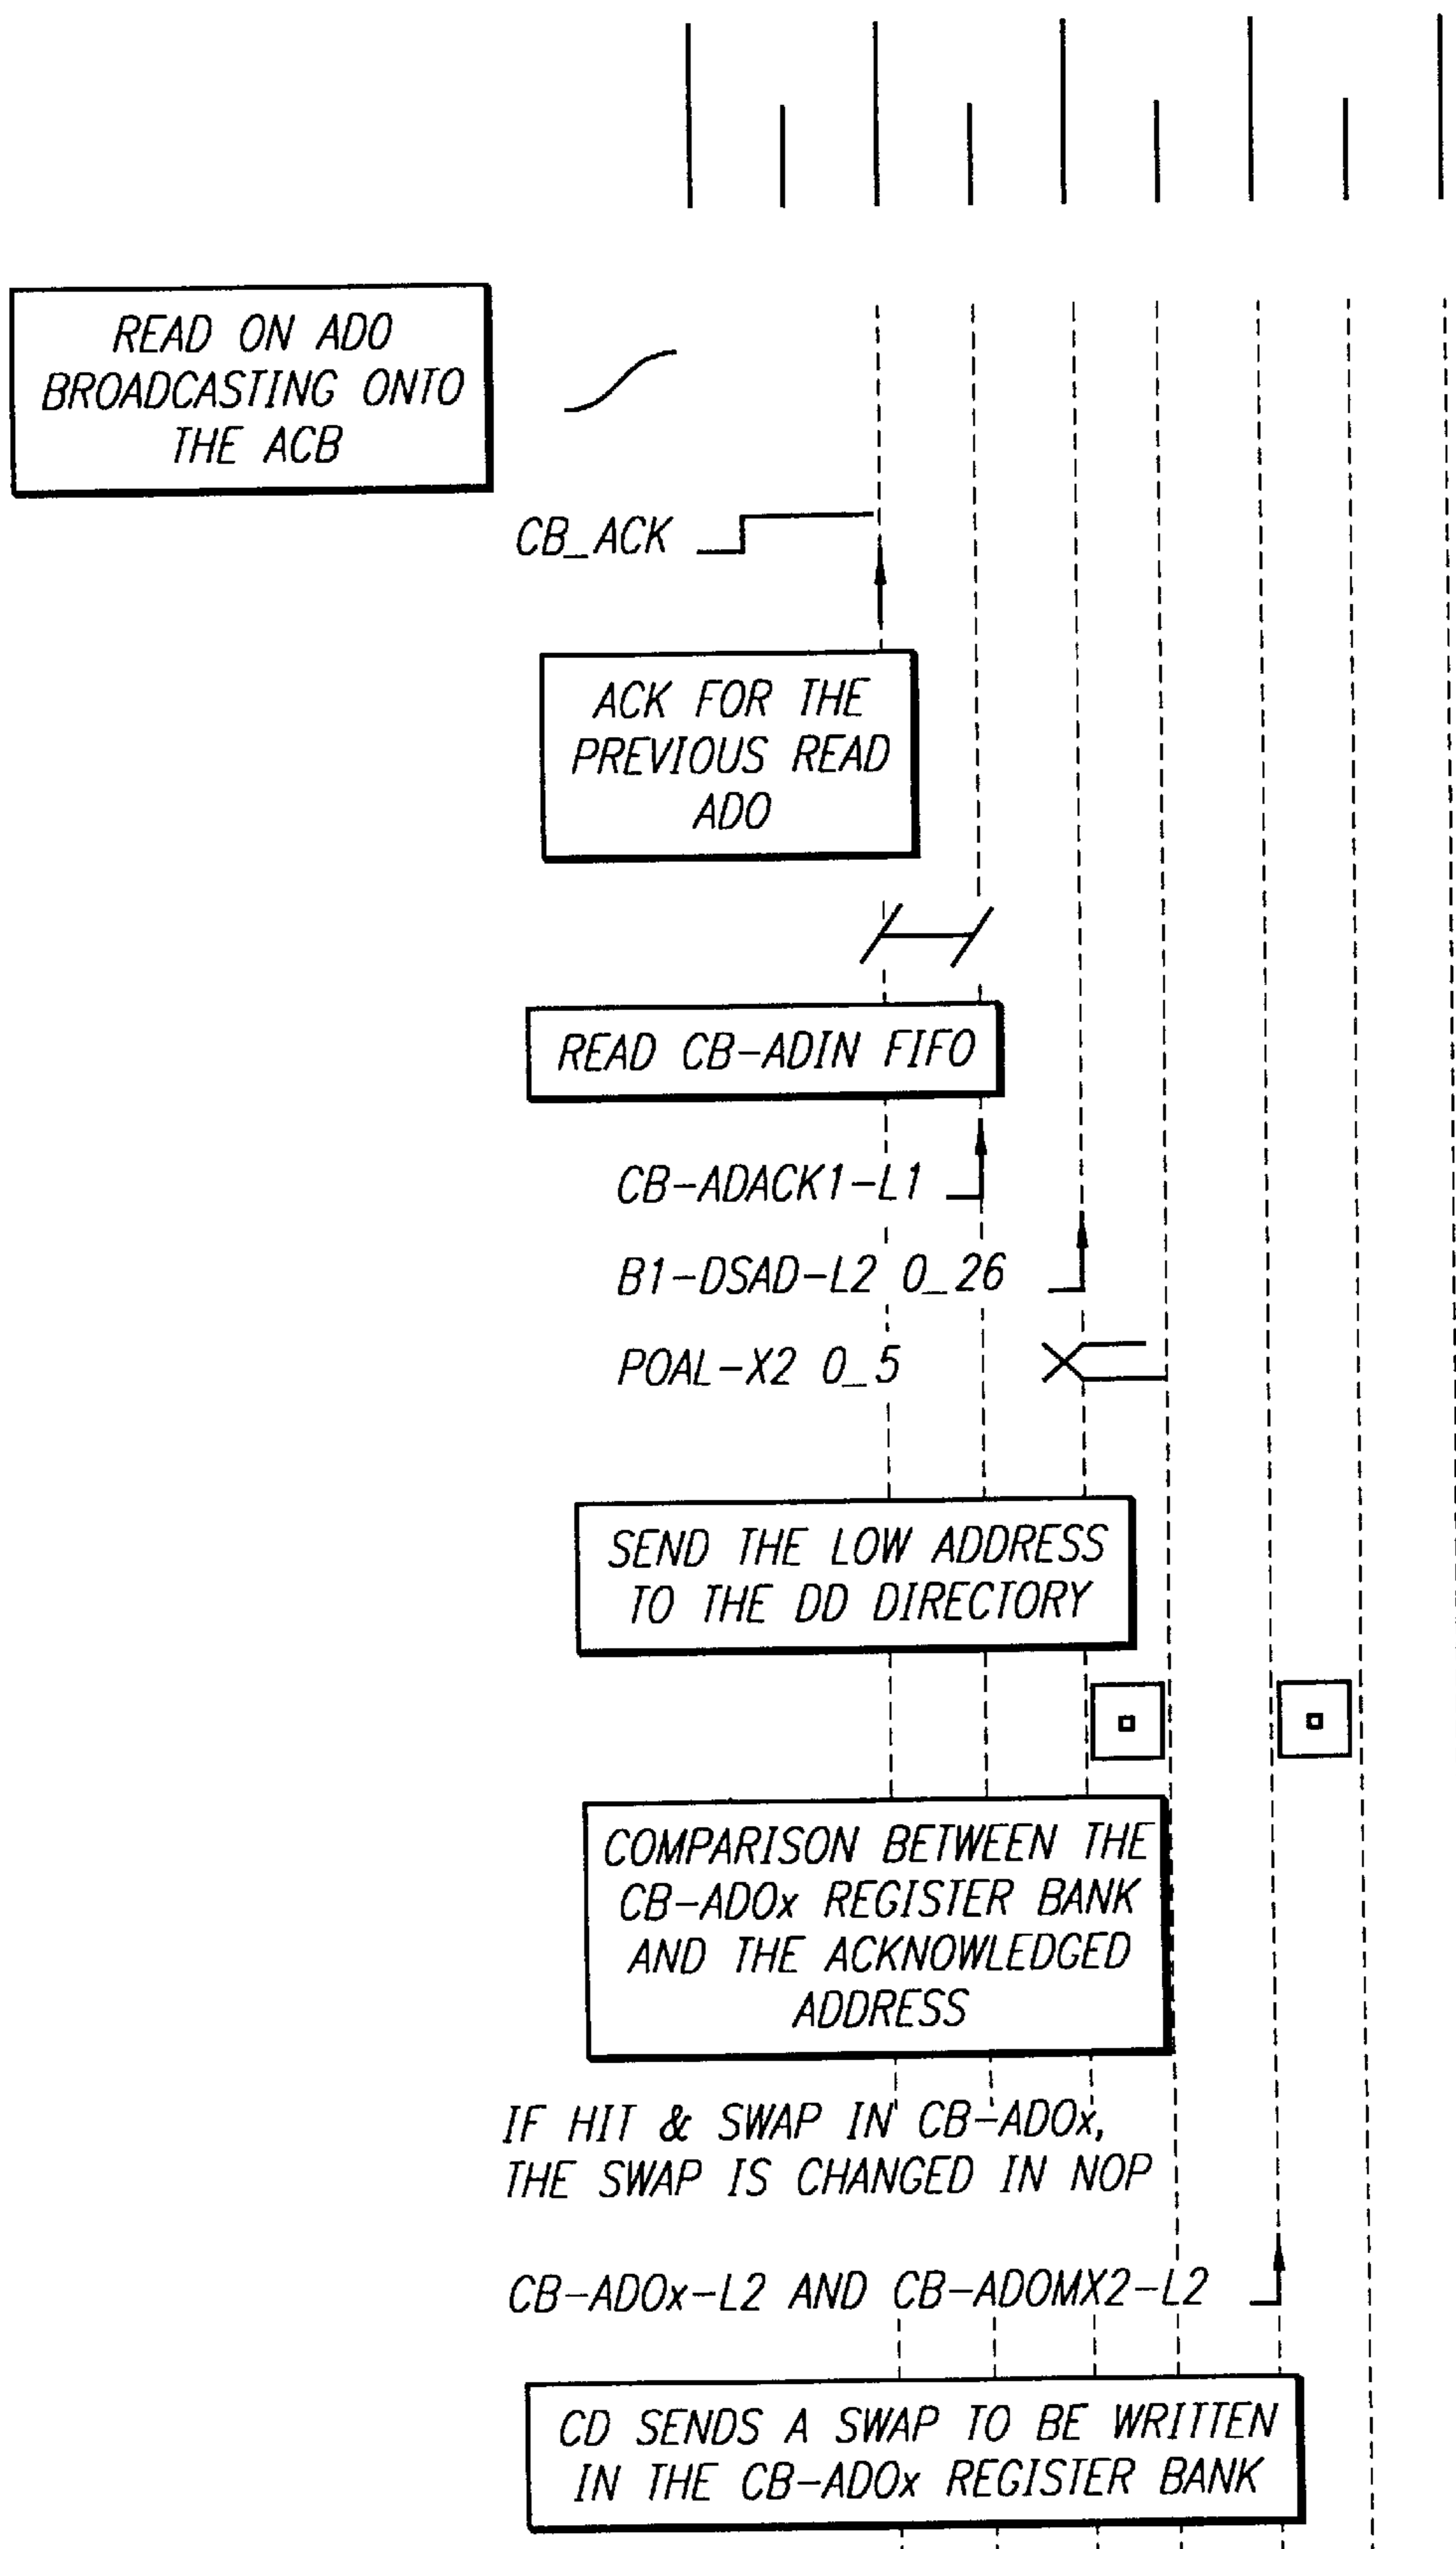 READ ON ADO
BROADCASTING ONTO
THE ACB
CB_ACK
ACK FOR THE
PREVIOUS READ
ADO
READ CB-ADIN FIFO
CB-ADACK1-L1
B1-DSAD-L2 0_26
POAL-X2 0_5
SEND THE LOW ADDRESS
TO THE DD DIRECTORY
COMPARISON BETWEEN THE
CB-ADOx REGISTER BANK
AND THE ACKNOWLEDGED
ADDRESS
IF HIT & SWAP IN CB-ADOx,
THE SWAP IS CHANGED IN NOP
CB-ADOx-L2 AND CB-ADOMX2-L2
CD SENDS A SWAP TO BE WRITTEN
IN THE CB-ADOx REGISTER BANK